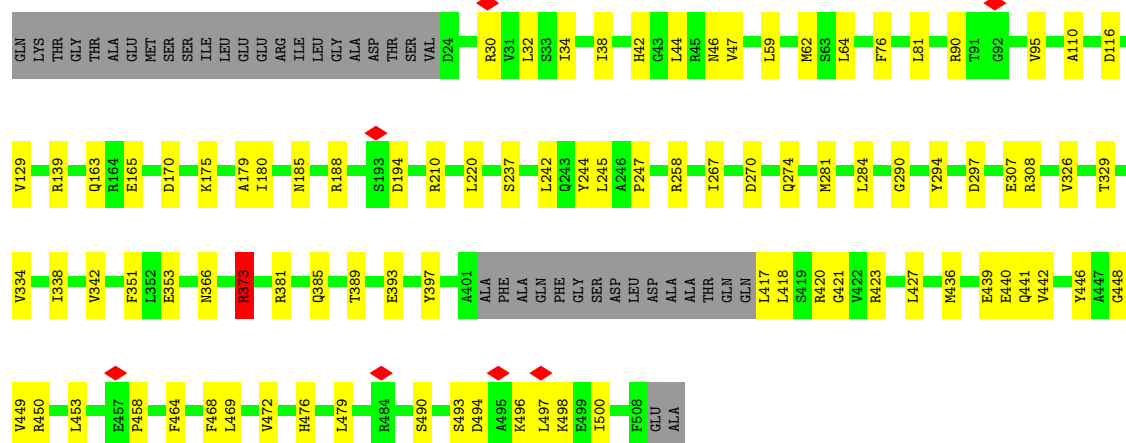 GLN LYS THR GLY THR ALA GLU MET SER SER ILE LEU GLU GLU ARG ILE LEU GLY ALA ASP THR SER VAL D24 R30 V31 L32 S33 I34 I38 H42 G43 L44 R45 N46 V47 L59 M62 S63 L64 F76 L81 R90 T91 G92 V95 A110 D116
V129 R139 Q163 R164 E165 D170 K175 A179 I180 N185 R188 S193 D194 R210 L220 S237 L242 Q243 Y244 L245 A246 P247 R258 I267 D270 Q274 M281 L284 G290 Y294 D297 E307 R308 V326 T329
V334 I338 V342 F351 L352 E353 N366 R373 R381 Q385 T389 E393 Y397 A401 ALA PHE ALA GLN PHE GLY SER ASP LEU ASP ALA ALA THR GLN GLN L417 L418 S419 R420 G421 V422 R423 L427 M436 E439 E440 Q441 V442 Y446 A447 G448
V449 R450 L453 E457 P458 F464 F468 L469 V472 H476 L479 R484 S490 S493 D494 A495 K496 L497 K498 E499 I500 F508 GLU ALA